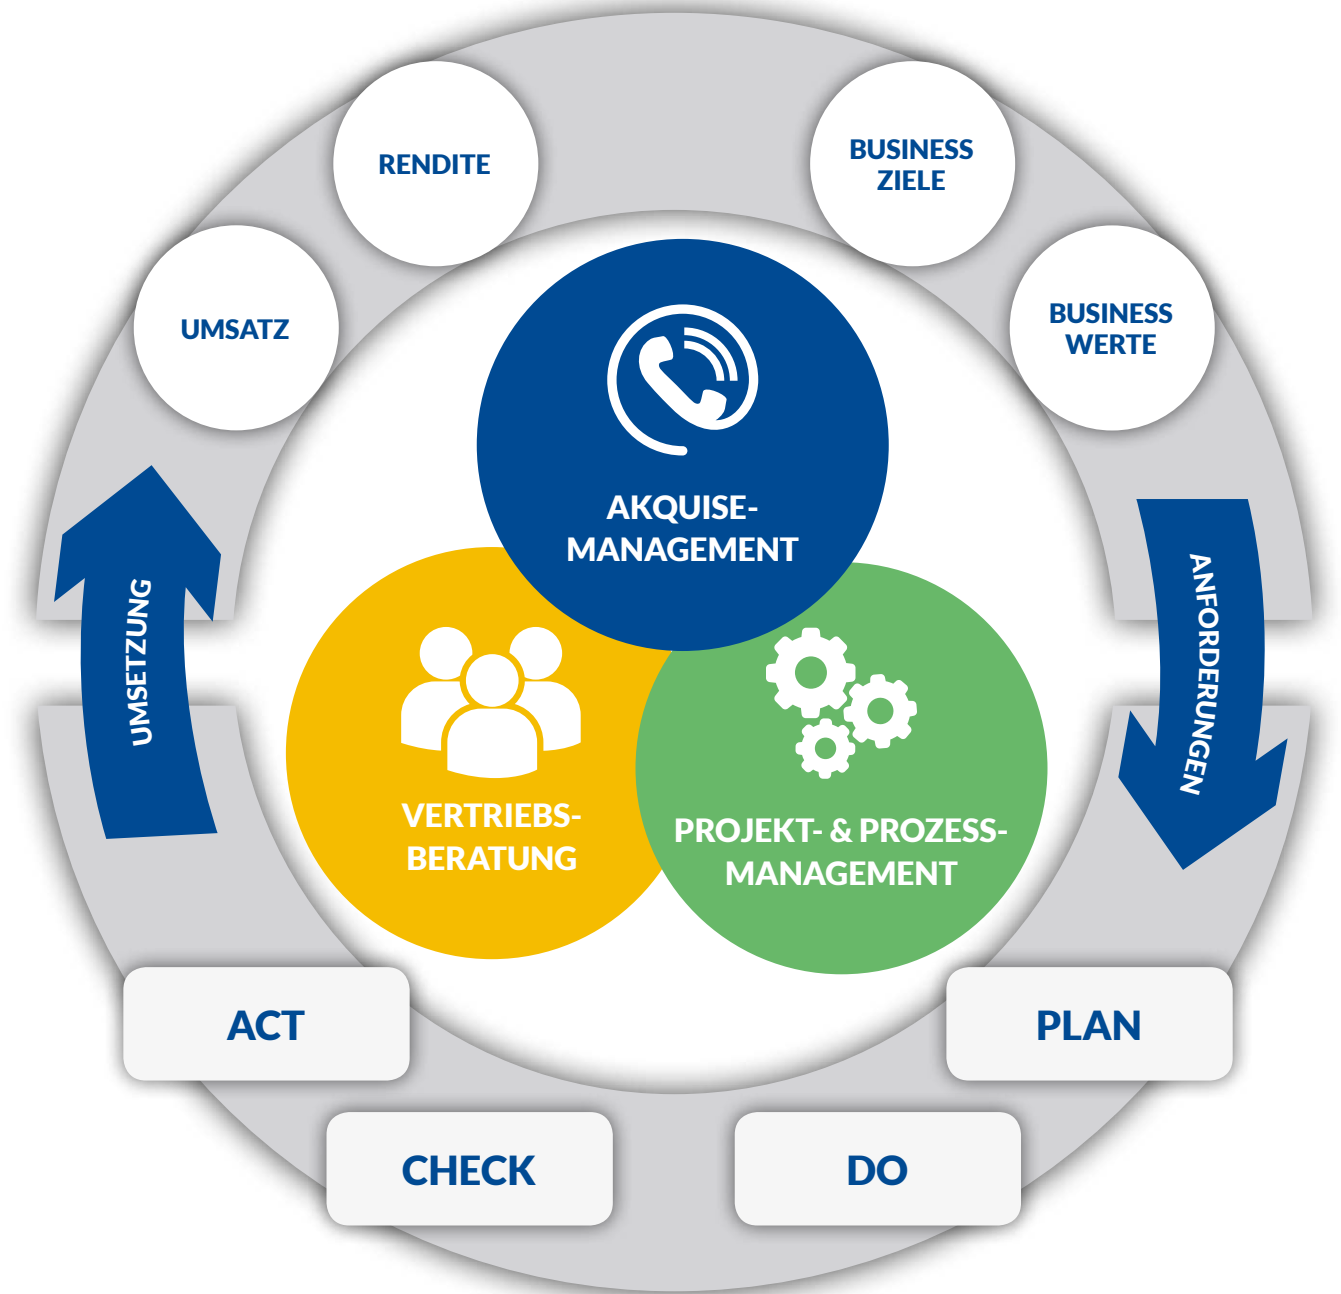 RENDITE
BUSINESS
ZIELE
UMSATZ
BUSINESS
WERTE
AKQUISE-
MANAGEMENT
UMSETZUNG
ANFORDERUNGEN
VERTRIEBS-
BERATUNG
PROJEKT- & PROZESS-
MANAGEMENT
ACT
PLAN
CHECK
DO